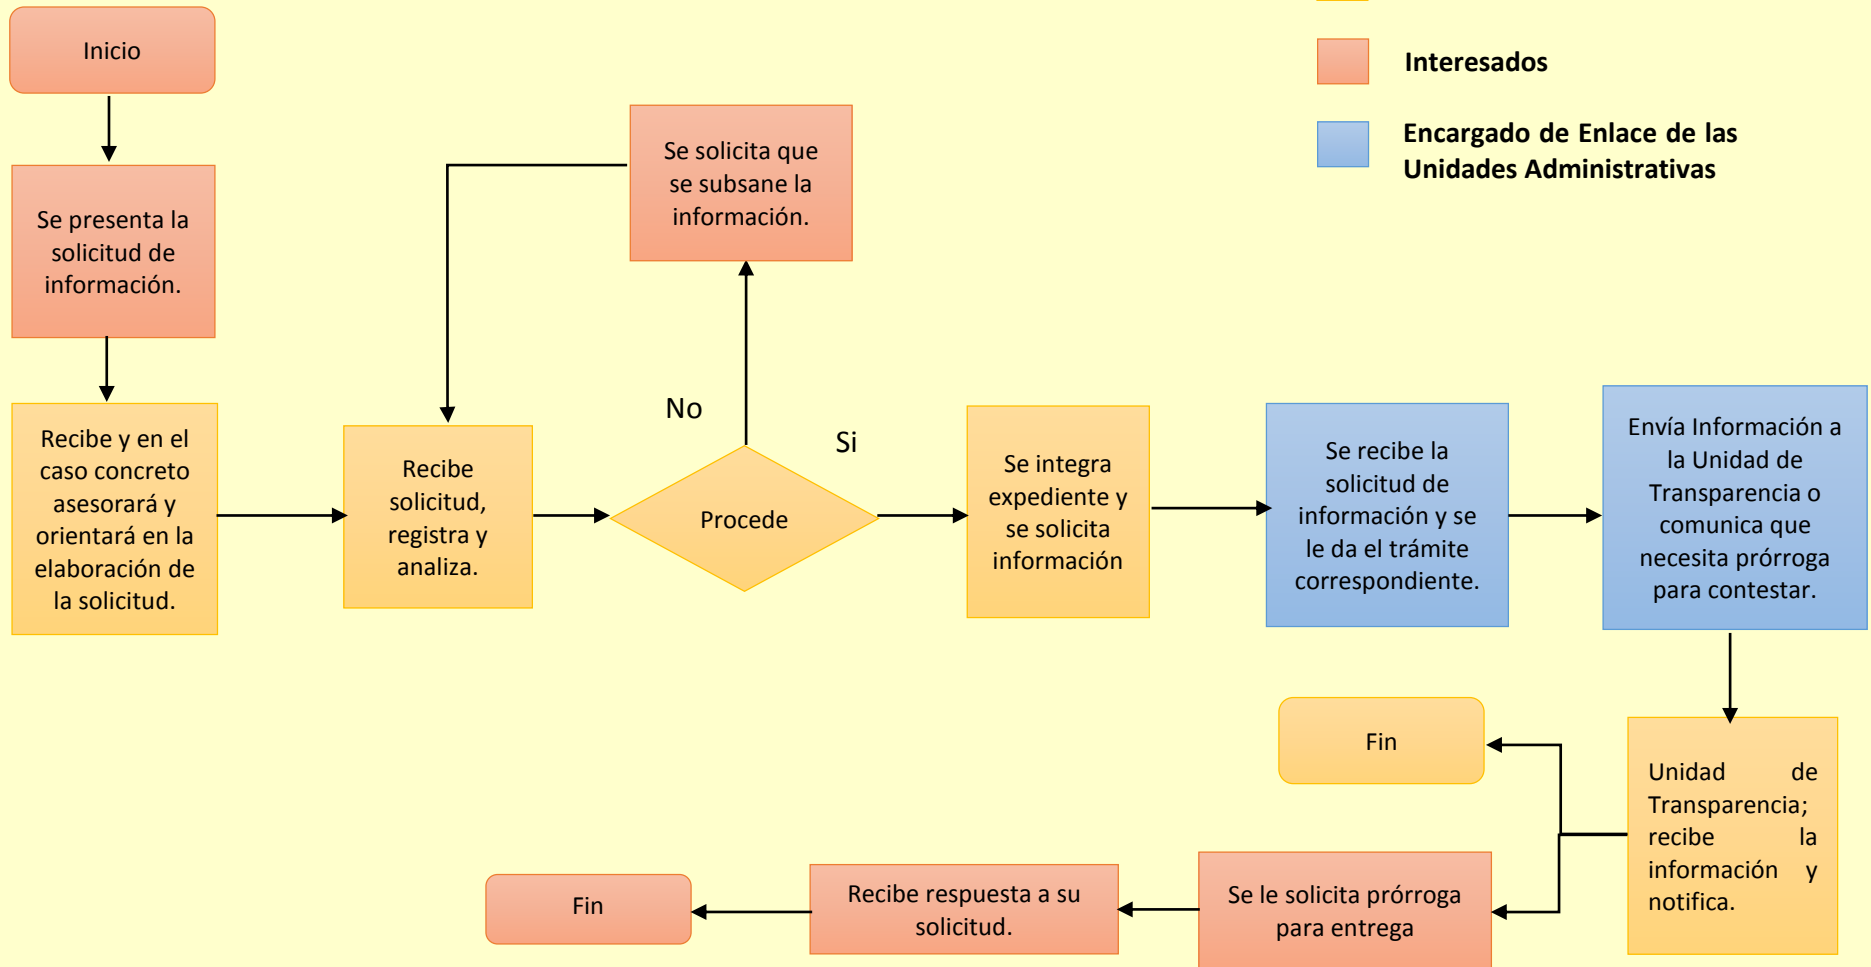 Inicio
Interesados
Encargado de Enlace de las
Unidades Administrativas
Se solicita que
se subsane la
información.
Se presenta la
solicitud de
información.
No
Si
Recibe y en el
caso concreto
asesorará y
orientará en la
elaboración de
la solicitud.
Recibe
solicitud,
registra y
analiza.
Procede
Se integra
expediente y
se solicita
información
Se recibe la
solicitud de
información y se
le da el trámite
correspondiente.
Envía Información a
la Unidad de
Transparencia o
comunica que
necesita prórroga
para contestar.
Fin
Unidad de
Transparencia;
recibe la
información y
notifica.
Se le solicita prórroga
para entrega
Recibe respuesta a su
solicitud.
Fin